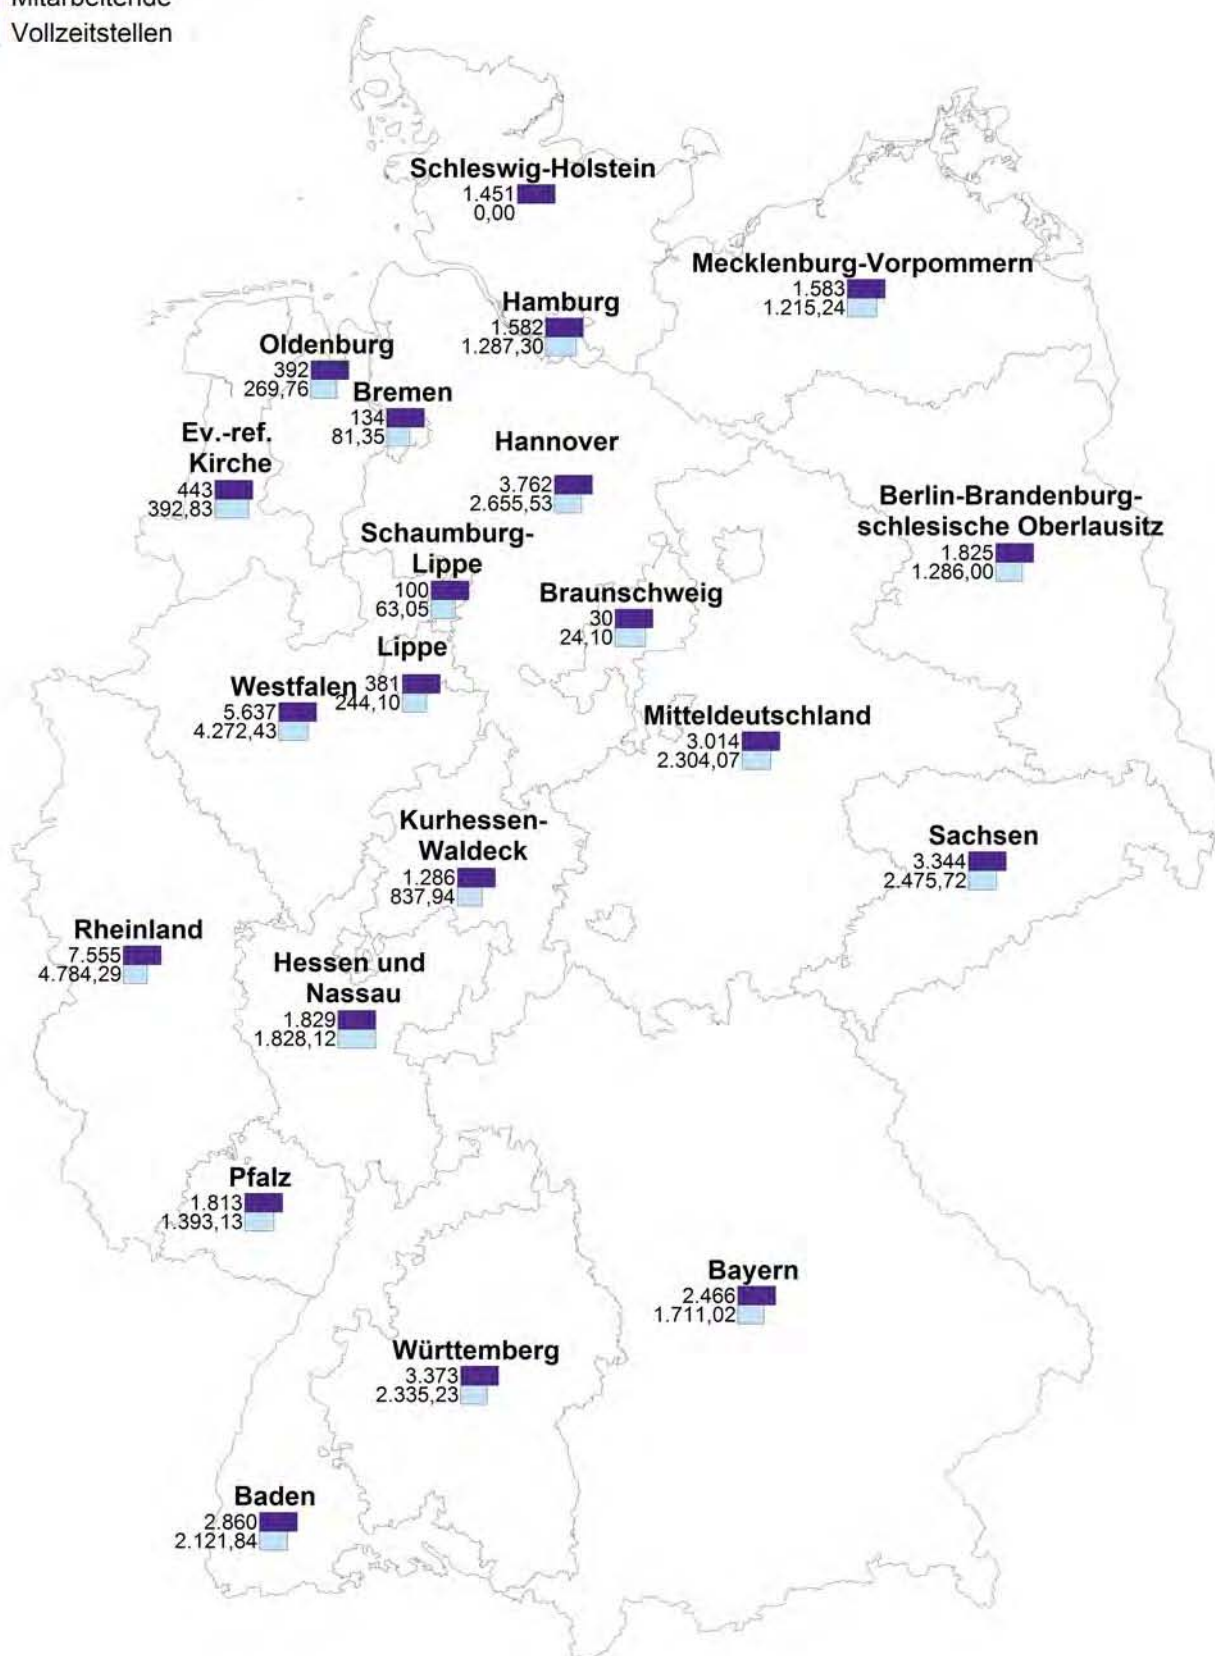 Mitarbeitende
Vollzeitstellen
Schleswig-Holstein
1.451
0,00
Mecklenburg-Vorpommern
1.583
1.215,24
Hamburg
1.582
1.287,30
Oldenburg
392
269,76
Bremen
134
81,35
Ev.-ref.
Kirche
443
392,83
Hannover
3.762
2.655,53
Berlin-Brandenburg-
schlesische Oberlausitz
1.825
1.286,00
Schaumburg-
Lippe
100
63,05
Braunschweig
30
24,10
Lippe
381
244,10
Westfalen
5.637
4.272,43
Mitteldeutschland
3.014
2.304,07
Kurhessen-
Waldeck
1.286
837,94
Sachsen
3.344
2.475,72
Rheinland
7.555
4.784,29
Hessen und
Nassau
1.829
1.828,12
Pfalz
1.813
1.393,13
Bayern
2.466
1.711,02
Württemberg
3.373
2.335,23
Baden
2.860
2.121,84